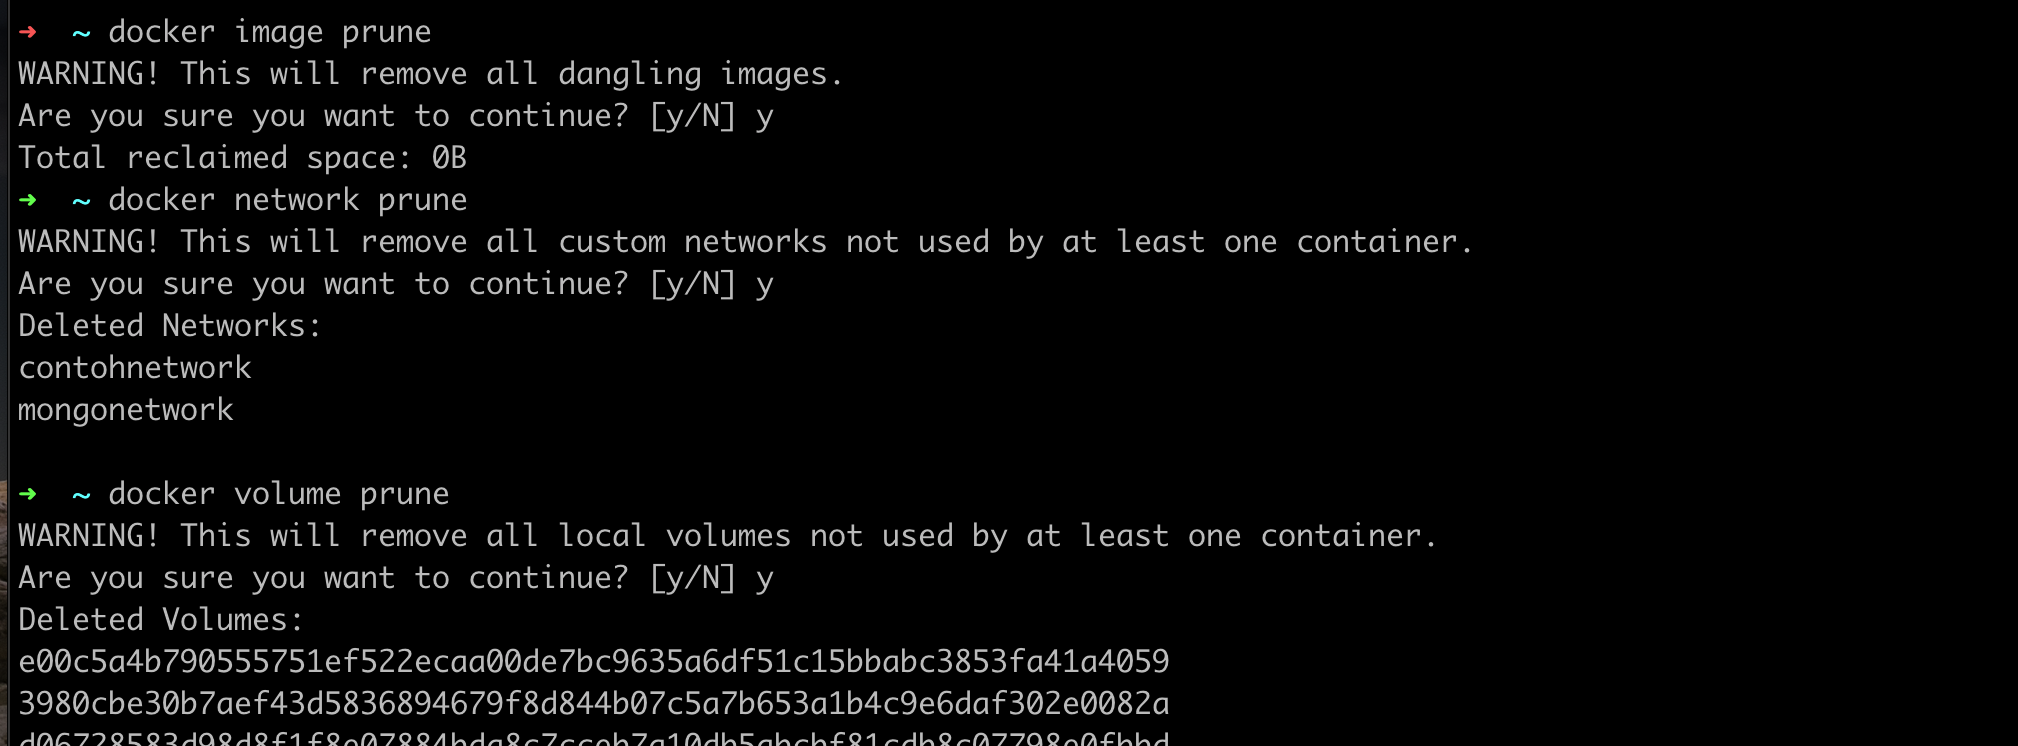 ➜ ~ docker image prune
WARNING! This will remove all dangling images.
Are you sure you want to continue? [y/N] y
Total reclaimed space: 0B
➜ ~ docker network prune
WARNING! This will remove all custom networks not used by at least one container.
Are you sure you want to continue? [y/N] y
Deleted Networks:
contohnetwork
mongonetwork
➜ ~ docker volume prune
WARNING! This will remove all local volumes not used by at least one container.
Are you sure you want to continue? [y/N] y
Deleted Volumes:
e00c5a4b790555751ef522ecaa00de7bc9635a6df51c15bbabc3853fa41a4059
3980cbe30b7aef43d5836894679f8d844b07c5a7b653a1b4c9e6daf302e0082a